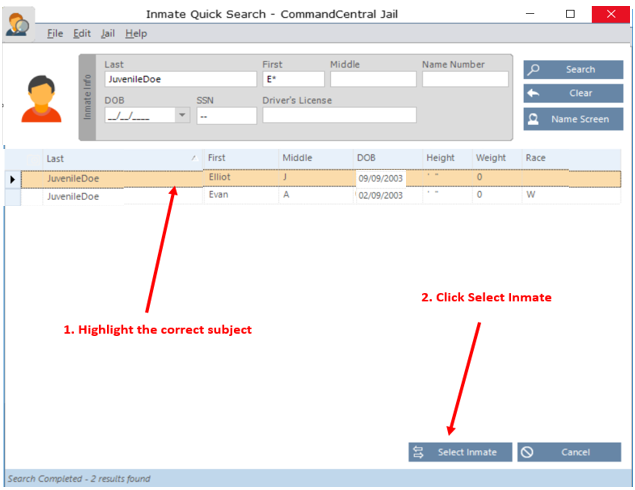 Inmate Quick Search - CommandCentral Jail
File Edit Jail Help
Inmate Info
Last First Middle Name Number
JuvenileDoe E*
DOB SSN Driver's License
__/__/____ --
Search
Clear
Name Screen
Last First Middle DOB Height Weight Race
JuvenileDoe Elliot J 09/09/2003 ' " 0
JuvenileDoe Evan A 02/09/2003 ' " 0 W
2. Click Select Inmate
1. Highlight the correct subject
Select Inmate Cancel
Search Completed - 2 results found